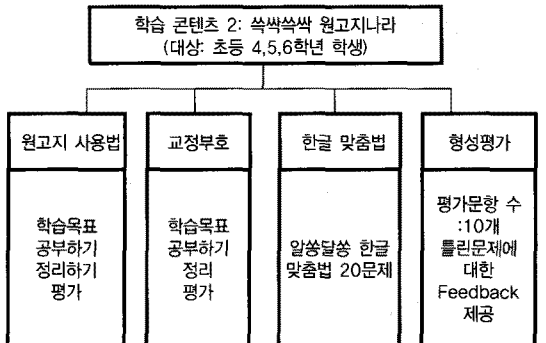 학습 콘텐츠 2: 쓱싹쓱싹 원고지나라
(대상: 초등 4,5,6학년 학생)
원고지 사용법
학습목표
공부하기
정리하기
평가
교정부호
학습목표
공부하기
정리
평가
한글 맞춤법
알쏭달쏭 한글
맞춤법 20문제
형성평가
평가문항 수
:10개
틀린문제에
대한
Feedback
제공